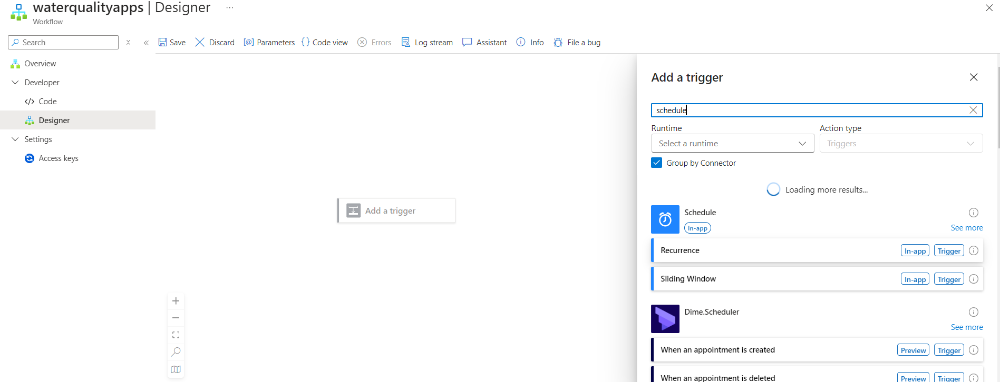 waterqualityapps | Designer ...
Workflow
Search
Save Discard Parameters Code view Errors Log stream Assistant Info File a bug
Overview
Developer
Code
Designer
Settings
Access keys
Add a trigger
Add a trigger
schedule
Runtime Action type
Select a runtime Triggers
Group by Connector
Loading more results...
Schedule
In-app
See more
Recurrence In-app Trigger
Sliding Window In-app Trigger
Dime.Scheduler
See more
When an appointment is created Preview Trigger
When an appointment is deleted Preview Trigger